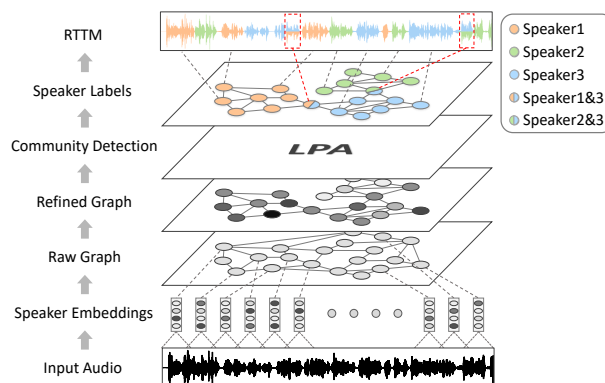 RTTM
Speaker Labels
Community Detection
Refined Graph
Raw Graph
Speaker Embeddings
Input Audio
LPA
Speaker1
Speaker2
Speaker3
Speaker1&3
Speaker2&3